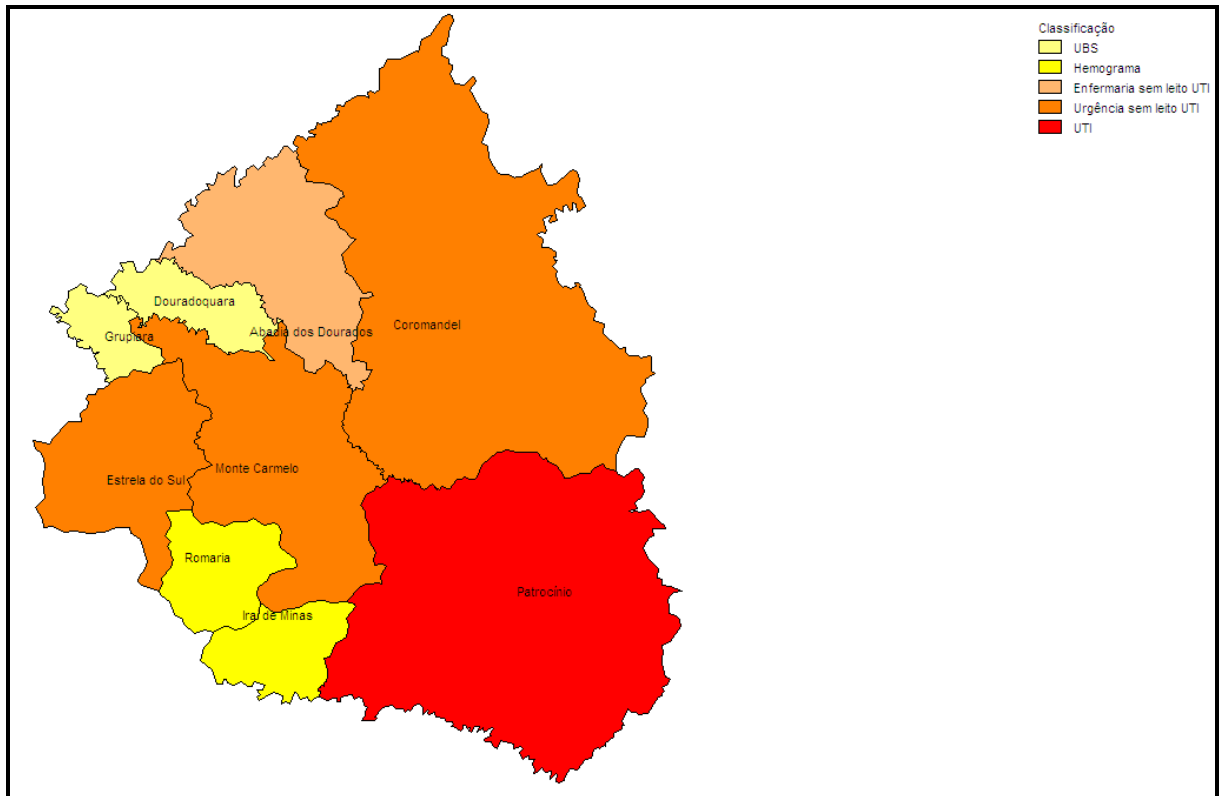 Classificação
UBS
Hemograma
Enfermaria sem leito UTI
Urgência sem leito UTI
UTI
Douradoquara
Grupiara
Abadia dos Dourados
Coromandel
Monte Carmelo
Estrela do Sul
Romaria
Iraí de Minas
Patrocínio